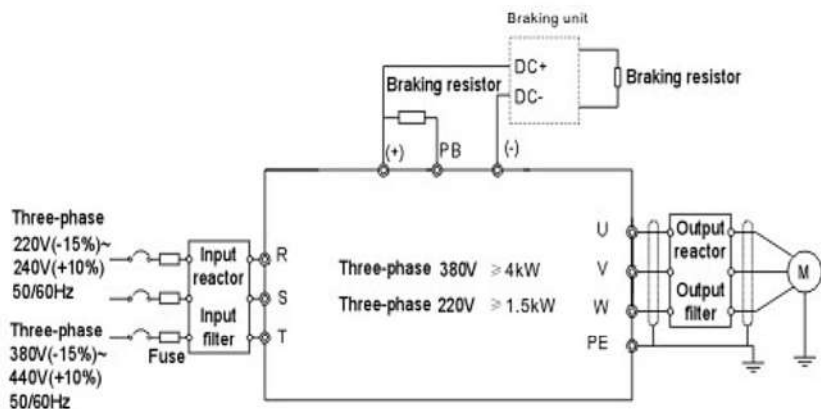 Braking unit
DC+
DC-
Braking resistor
Braking resistor
(+)
PB
(-)
Three-phase
220V(-15%)~
240V(+10%)
50/60Hz
Three-phase
380V(-15%)~
440V(+10%)
50/60Hz
Fuse
Input
reactor
Input
filter
R
S
T
Three-phase 380V ≥4kW
Three-phase 220V ≥1.5kW
U
V
W
PE
Output
reactor
Output
filter
M